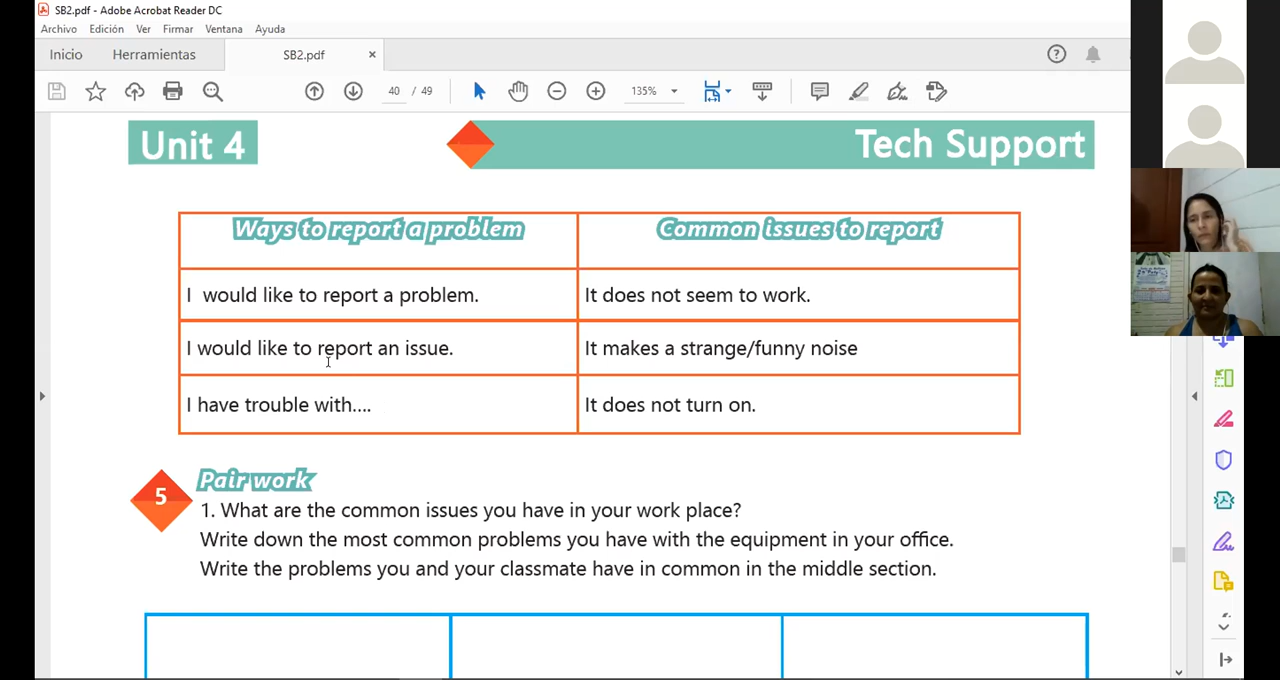 SB2.pdf - Adobe Acrobat Reader DC
Archivo Edición Ver Firmar Ventana Ayuda
Inicio Herramientas SB2.pdf ×
40 / 49 135%
Unit 4 Tech Support
Ways to report a problem Common issues to report
I would like to report a problem. It does not seem to work.
I would like to report an issue. It makes a strange/funny noise
I have trouble with.... It does not turn on.
5 Pair work
1. What are the common issues you have in your work place?
Write down the most common problems you have with the equipment in your office.
Write the problems you and your classmate have in common in the middle section.